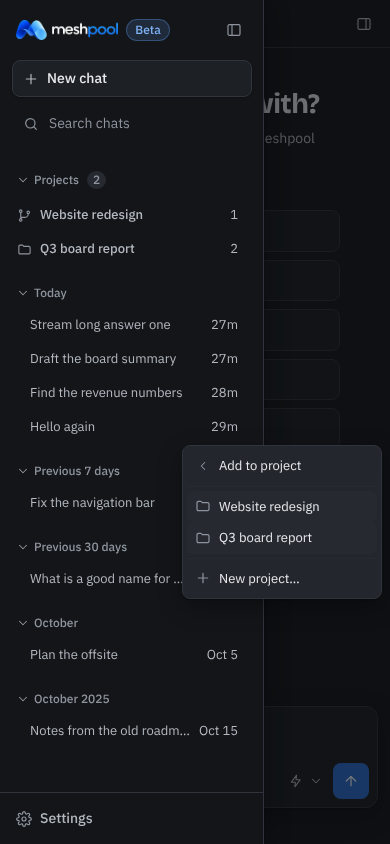 meshpool Beta
New chat
Search chats
with?
eshpool
Projects 2
Website redesign 1
Q3 board report 2
Today
Stream long answer one 27m
Draft the board summary 27m
Find the revenue numbers 28m
Hello again 29m
Add to project
Previous 7 days
Fix the navigation bar
Website redesign
Q3 board report
Previous 30 days
What is a good name for ...
New project...
October
Plan the offsite Oct 5
October 2025
Notes from the old roadm... Oct 15
Settings